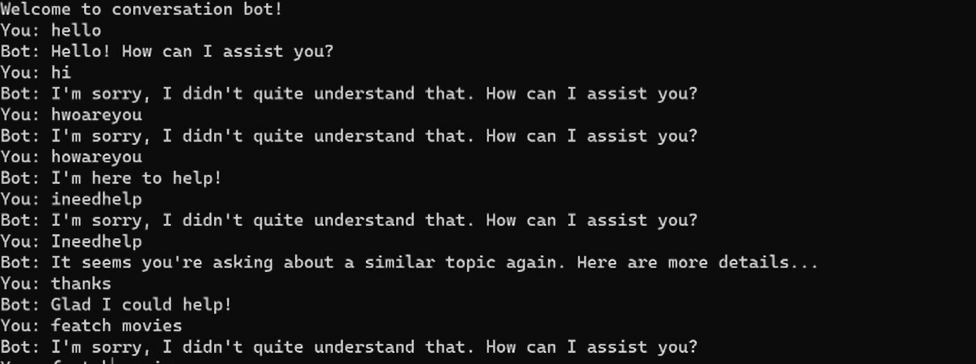 Welcome to conversation bot!
You: hello
Bot: Hello! How can I assist you?
You: hi
Bot: I'm sorry, I didn't quite understand that. How can I assist you?
You: hwoareyou
Bot: I'm sorry, I didn't quite understand that. How can I assist you?
You: howareyou
Bot: I'm here to help!
You: ineedhelp
Bot: I'm sorry, I didn't quite understand that. How can I assist you?
You: Ineedhelp
Bot: It seems you're asking about a similar topic again. Here are more details...
You: thanks
Bot: Glad I could help!
You: featch movies
Bot: I'm sorry, I didn't quite understand that. How can I assist you?